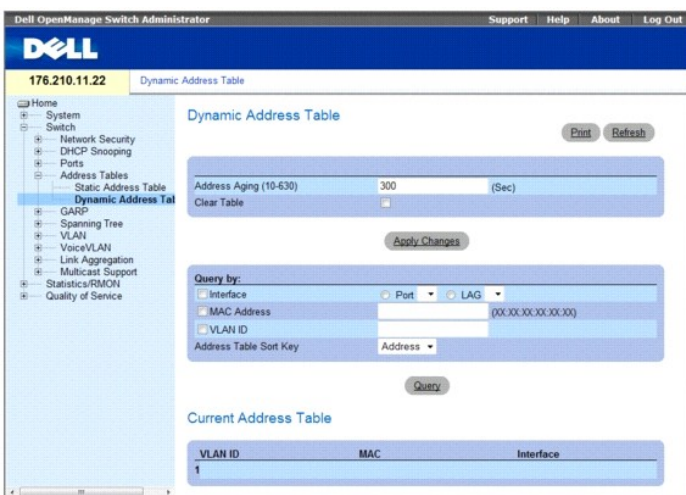 Dell OpenManage Switch Administrator
Support Help About Log Out
DELL
176.210.11.22
Dynamic Address Table
Home
System
Switch
Network Security
DHCP Snooping
Ports
Address Tables
Static Address Table
Dynamic Address Tal
GARP
Spanning Tree
VLAN
VoiceVLAN
Link Aggregation
Multicast Support
Statistics/RMON
Quality of Service
Dynamic Address Table
Print Refresh
Address Aging (10-630) 300 (Sec)
Clear Table
Apply Changes
Query by:
Interface Port LAG
MAC Address (XX:XX:XX:XX:XX:XX)
VLAN ID
Address Table Sort Key Address
Query
Current Address Table
VLAN ID MAC Interface
1